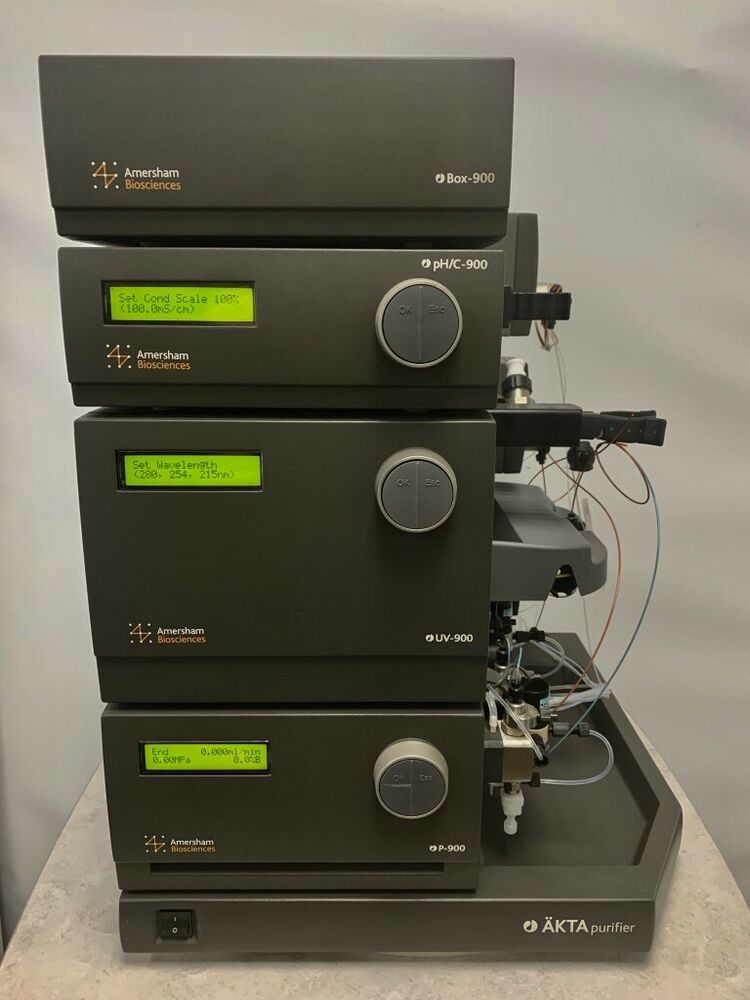 Amersham
Biosciences
Box-900
pH/C-900
Set Cond Scale 100%
(100.0mS/cm)
OK Esc
Amersham
Biosciences
Set Wavelength
(280, 254, 215nm)
OK Esc
Amersham
Biosciences
UV-900
End 0.000ml/min
0.00MPa 0.0%B
OK Esc
Amersham
Biosciences
P-900
I
O
ÄKTApurifier